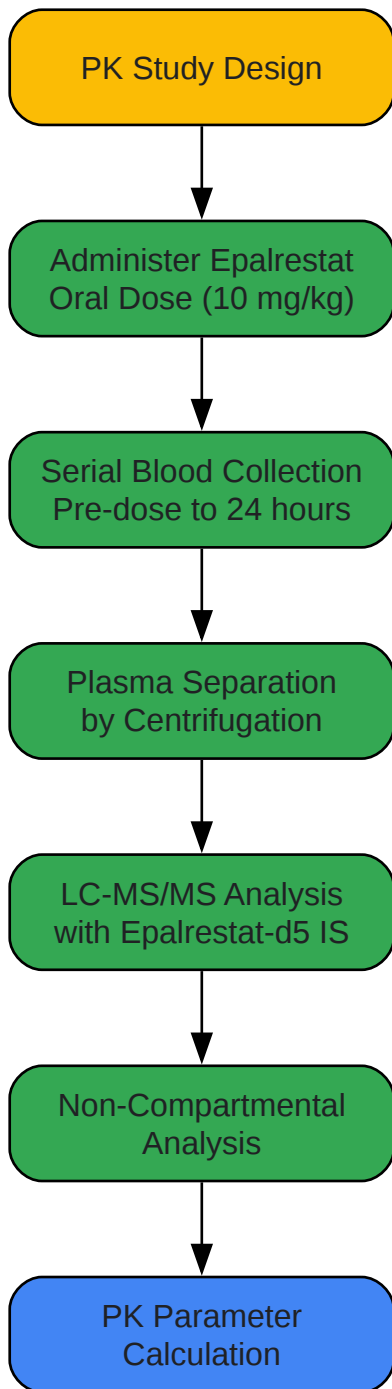 PK Study Design
Administer Epalrestat
Oral Dose (10 mg/kg)
Serial Blood Collection
Pre-dose to 24 hours
Plasma Separation
by Centrifugation
LC-MS/MS Analysis
with Epalrestat-d5 IS
Non-Compartmental
Analysis
PK Parameter
Calculation